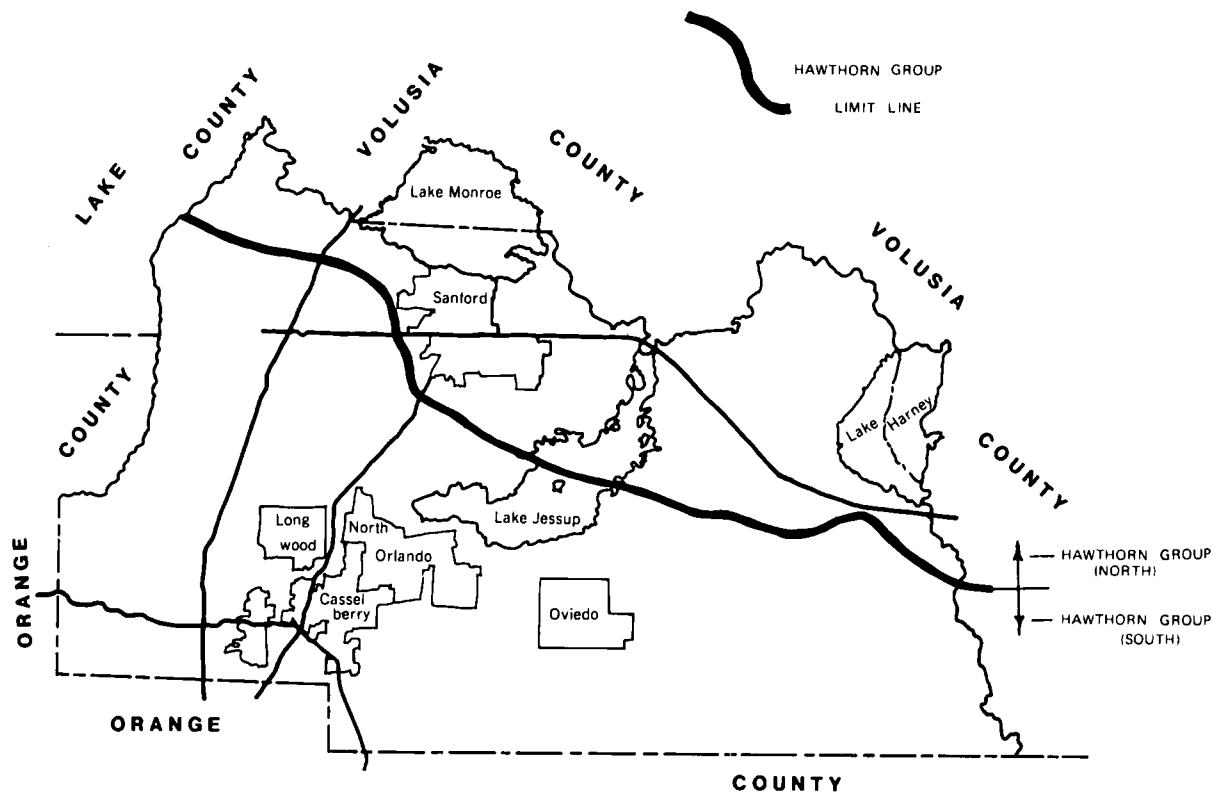 HAWTHORN GROUP
LIMIT LINE
LAKE COUNTY
VOLUSIA COUNTY
Lake Monroe
VOLUSIA COUNTY
Sanford
COUNTY
Lake Harney
Long
wood
North
Orlando
Lake Jessup
HAWTHORN GROUP
(NORTH)
ORANGE
Cassel
berry
Oviedo
HAWTHORN GROUP
(SOUTH)
ORANGE
COUNTY